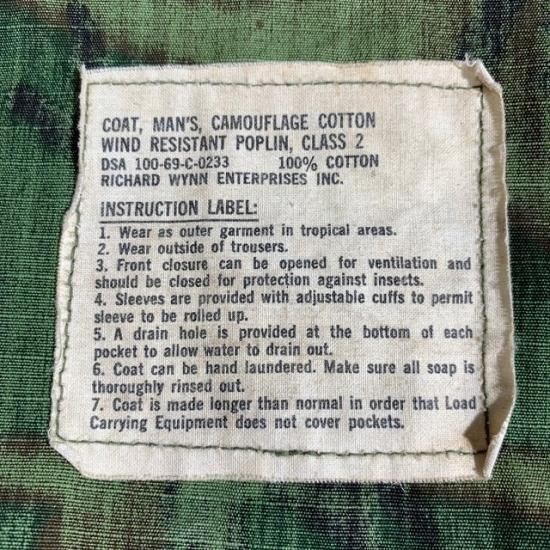 COAT, MAN'S, CAMOUFLAGE COTTON
WIND RESISTANT POPLIN, CLASS 2
DSA 100-69-C-0233 100% COTTON
RICHARD WYNN ENTERPRISES INC.
INSTRUCTION LABEL:
1. Wear as outer garment in tropical areas.
2. Wear outside of trousers.
3. Front closure can be opened for ventilation and
should be closed for protection against insects.
4. Sleeves are provided with adjustable cuffs to permit
sleeve to be rolled up.
5. A drain hole is provided at the bottom of each
pocket to allow water to drain out.
6. Coat can be hand laundered. Make sure all soap is
thoroughly rinsed out.
7. Coat is made longer than normal in order that Load
Carrying Equipment does not cover pockets.